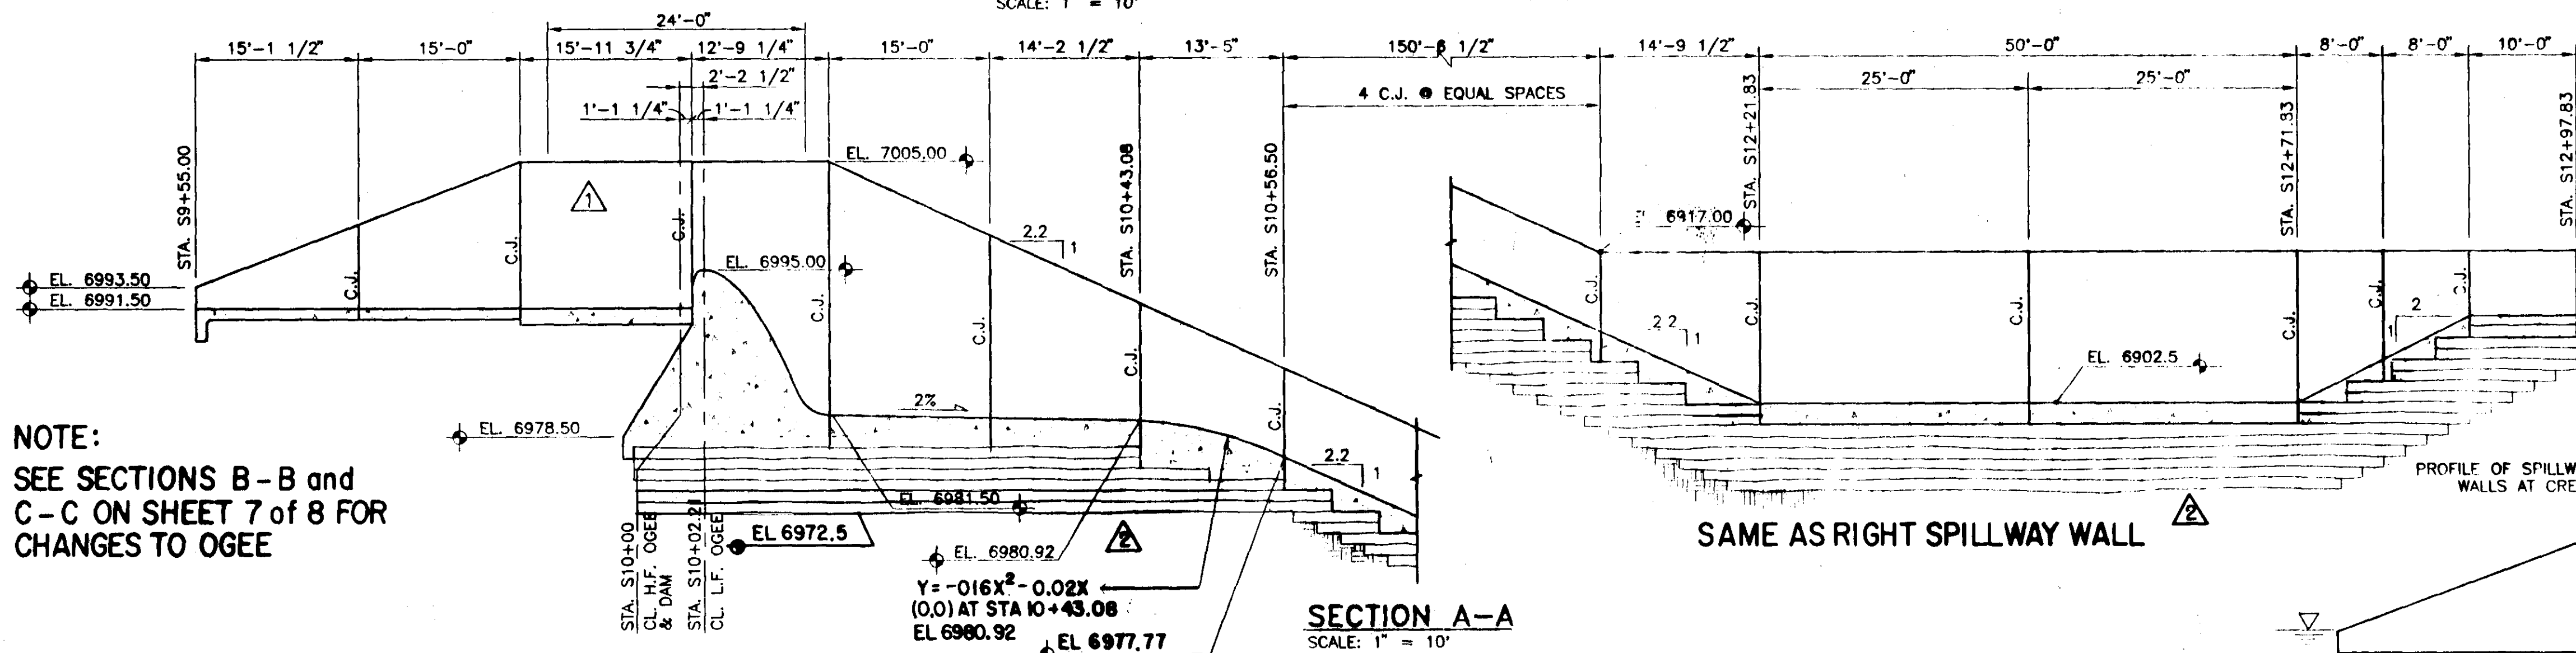 SCALE: 1" = 10'
24'-0"
15'-1 1/2" 15'-0" 15'-11 3/4" 12'-9 1/4" 15'-0" 14'-2 1/2" 13'-5" 150'-6 1/2" 14'-9 1/2" 50'-0" 8'-0" 8'-0" 10'-0"
2'-2 1/2"
25'-0" 25'-0"
1'-1 1/4" 1'-1 1/4"
4 C.J. @ EQUAL SPACES
STA. S9+55.00
STA. S10+43.08
STA. S10+56.50
STA. S12+21.83
STA. S12+71.83
STA. S12+97.83
EL. 7005.00
1
2.2
1
6917.00
EL. 6995.00
EL. 6993.50
EL. 6991.50
C.J.
C.J.
C.J.
C.J.
C.J.
C.J.
C.J.
C.J.
C.J.
C.J.
C.J.
C.J.
C.J.
2.2
1
2
1
EL. 6902.5
2%
EL. 6978.50
2.2
1
NOTE:
SEE SECTIONS B-B and
C-C ON SHEET 7 of 8 FOR
CHANGES TO OGEE
EL. 6981.50
EL 6972.5
2
EL. 6980.92
STA. S10+00
CL. H.F. OGEE
& DAM
STA. S10+02.21
CL. L.F. OGEE
Y=-016X²-0.02X
(0,0) AT STA 10+43.08
EL 6980.92
EL 6977.77
SECTION A-A
SCALE: 1" = 10'
SAME AS RIGHT SPILLWAY WALL
2
PROFILE OF SPILLW
WALLS AT CRE